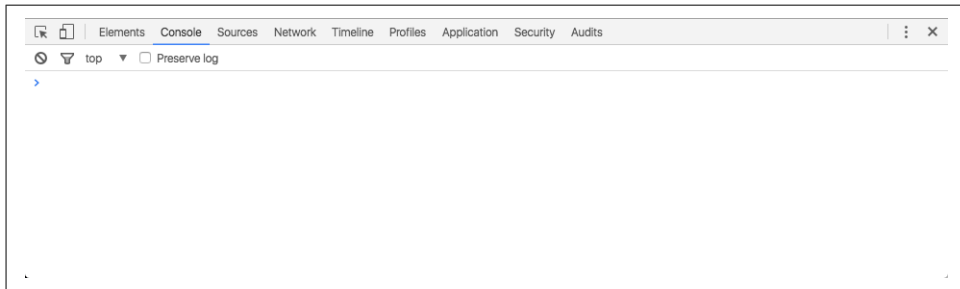 Elements Console Sources Network Timeline Profiles Application Security Audits
top Preserve log